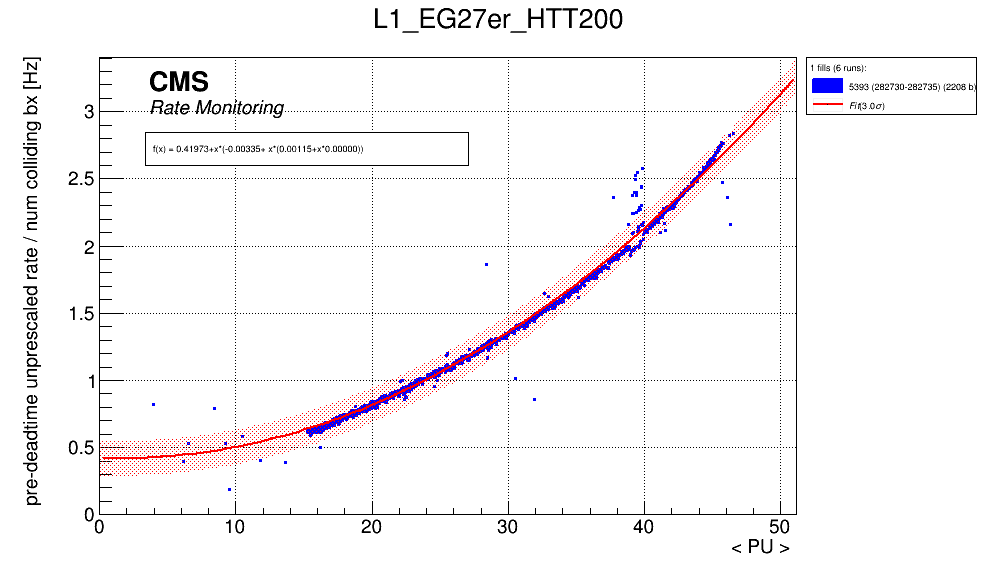 L1_EG27er_HTT200
CMS
Rate Monitoring
f(x) = 0.41973+x*(-0.00335+ x*(0.00115+x*0.00000))
1 fills (6 runs):
5393 (282730-282735) (2208 b)
Fit(3.0σ)
pre-deadtime unprescaled rate / num colliding bx [Hz]
3
2.5
2
1.5
1
0.5
0
0 10 20 30 40 50
< PU >